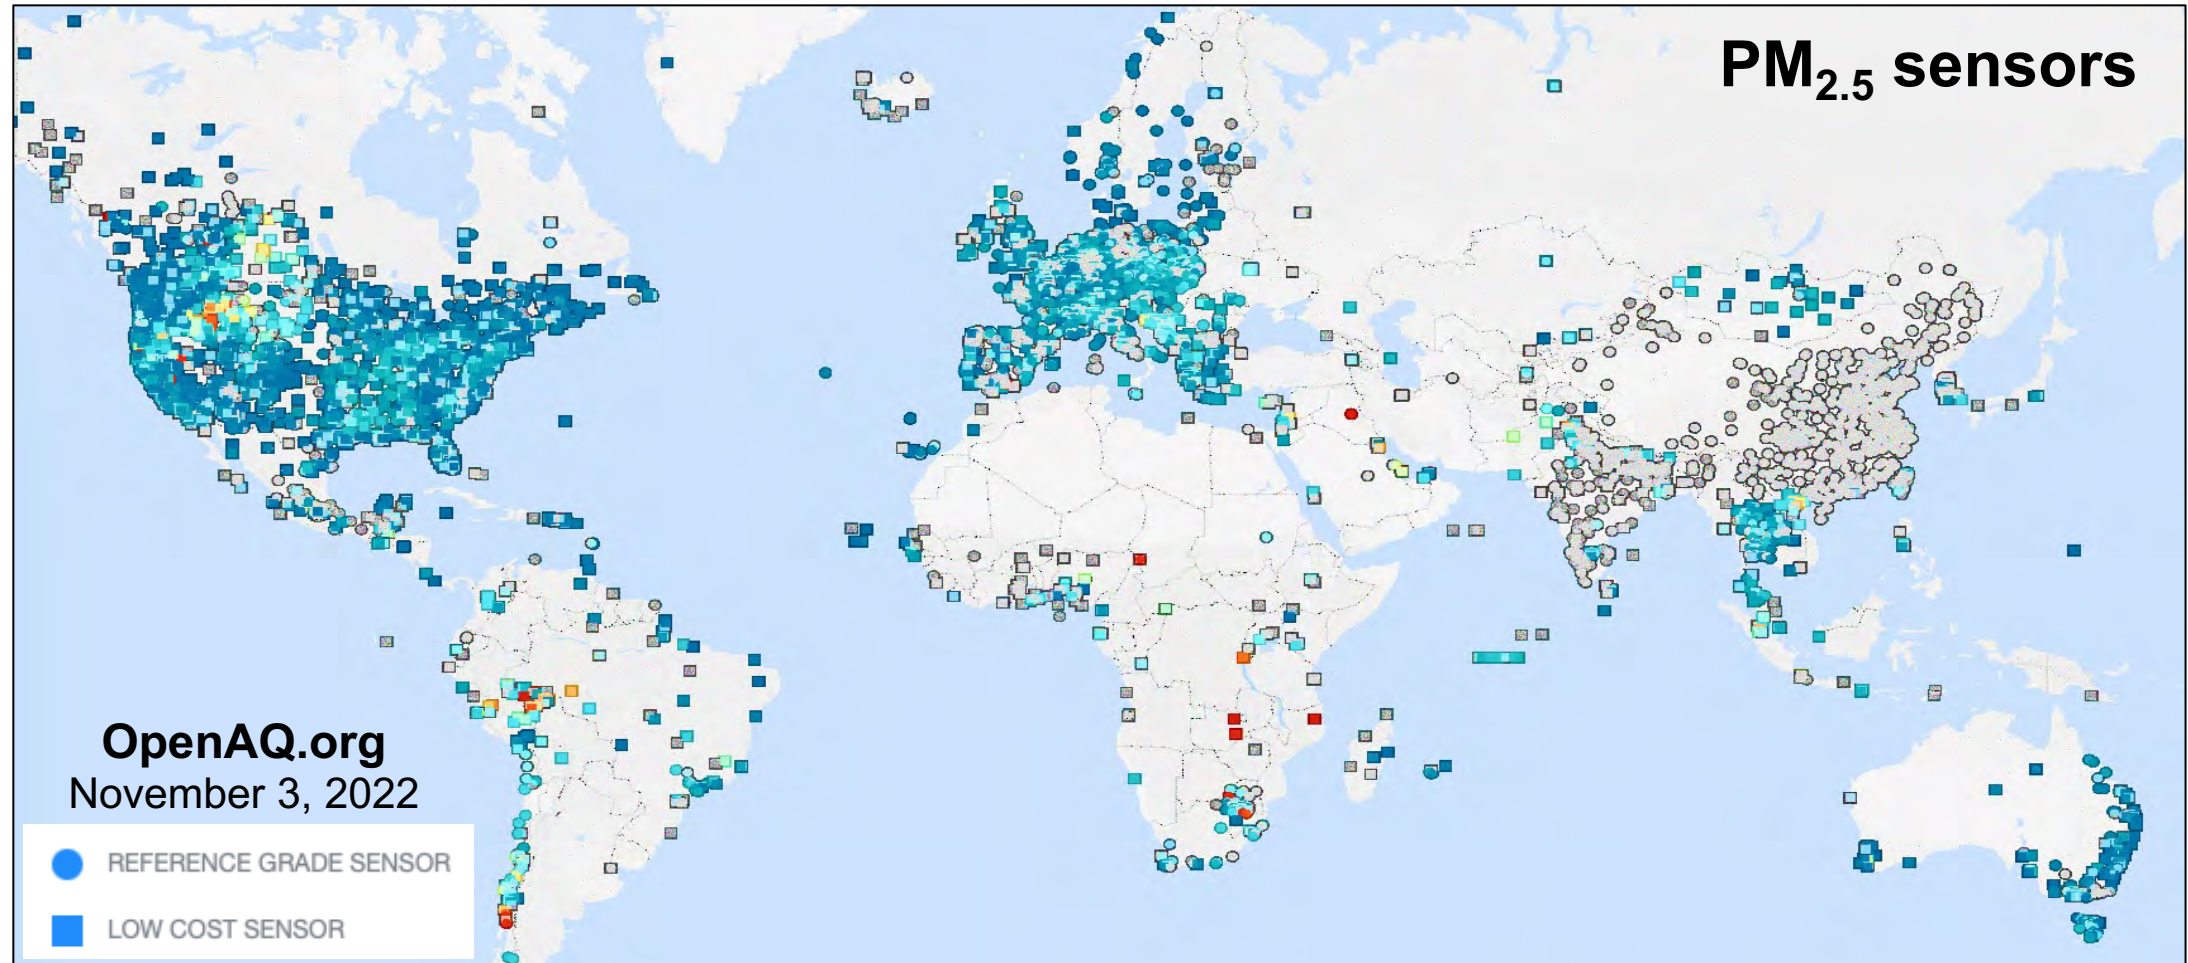 PM2.5 sensors
OpenAQ.org
November 3, 2022
REFERENCE GRADE SENSOR
LOW COST SENSOR